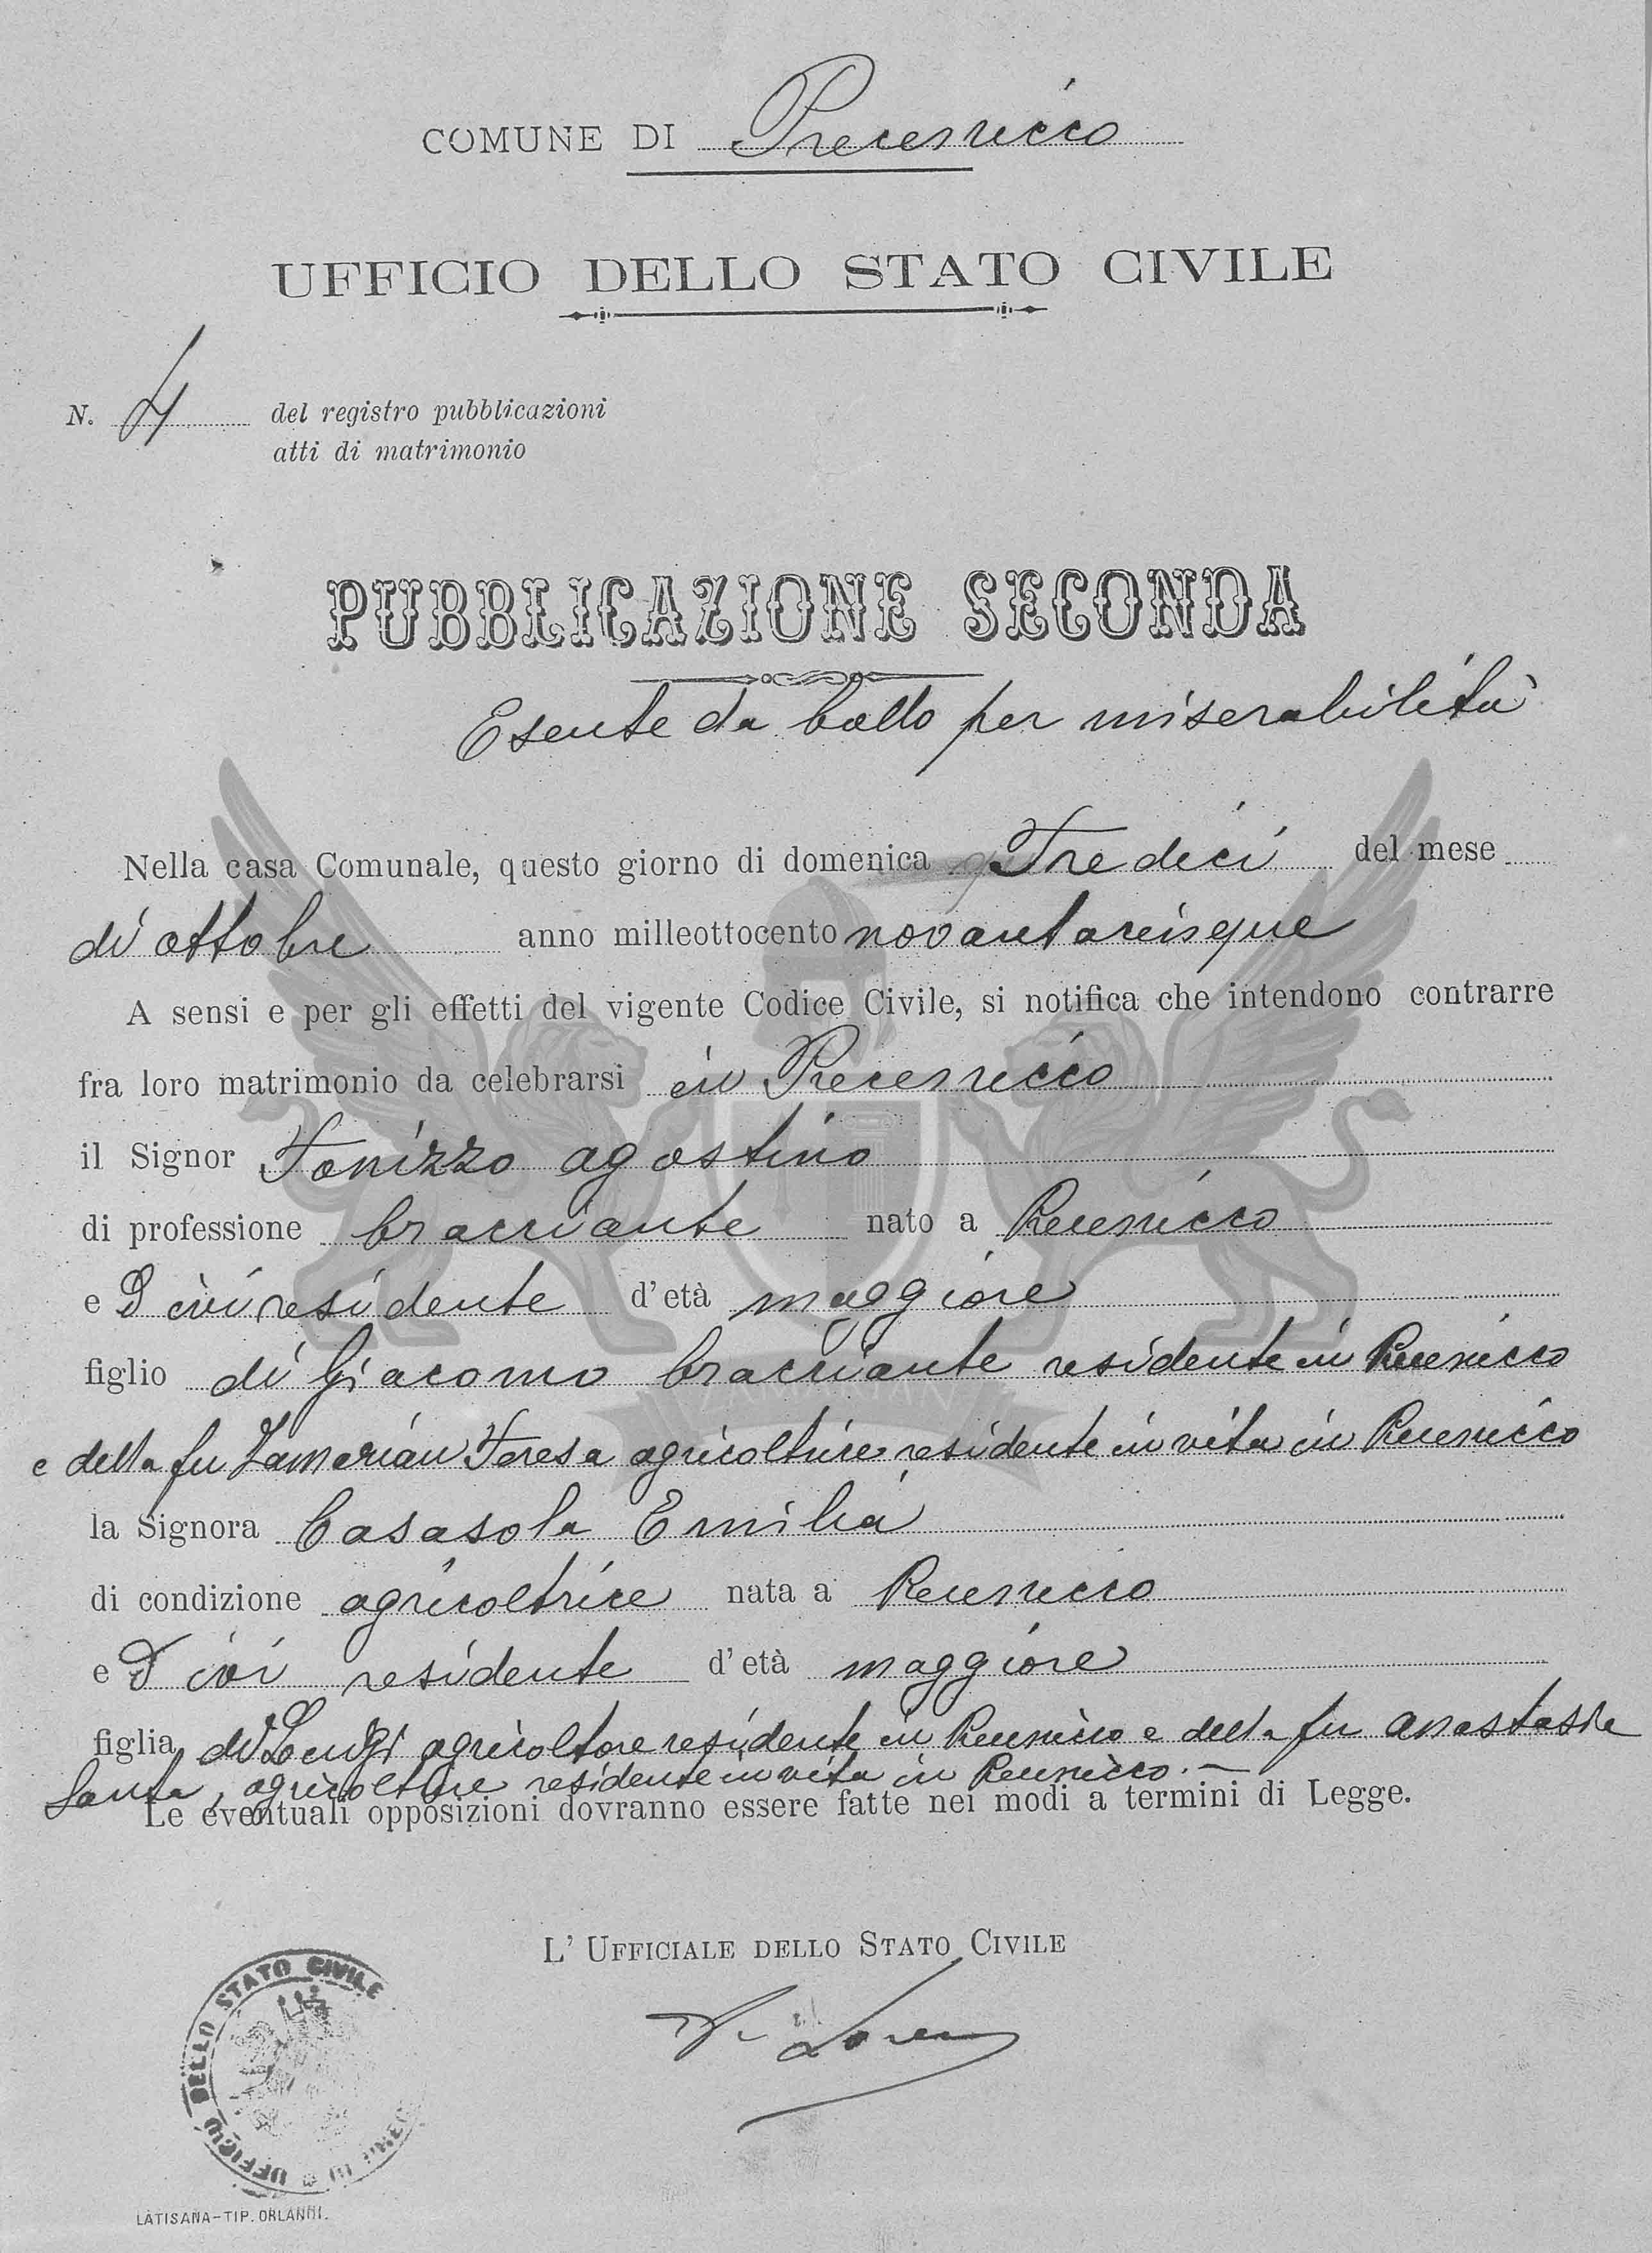 COMUNE DI Precenicco
UFFICIO DELLO STATO CIVILE
N. 4 del registro pubblicazioni
atti di matrimonio
PUBBLICAZIONE SECONDA
Esente da bollo per miserabilità
Nella casa Comunale, questo giorno di domenica Tredici del mese
di ottobre anno milleottocento novantacinque
A sensi e per gli effetti del vigente Codice Civile, si notifica che intendono contrarre
fra loro matrimonio da celebrarsi in Precenicco
il Signor Tonizzo agostino
di professione bracciante nato a Precenicco
e ivi residente d'età maggiore
figlio di Giacomo bracciante residente in Precenicco
e della fu Zamarian Teresa agricoltrice residente in vita in Precenicco
la Signora Casasola Emilia
di condizione agricoltrice nata a Precenicco
e ivi residente d'età maggiore
figlia di Luigi agricoltore residente in Precenicco e della fu anastasia
Santa, agricoltrice residente in vita in Precenicco. —
Le eventuali opposizioni dovranno essere fatte nei modi a termini di Legge.
L' UFFICIALE DELLO STATO CIVILE
UFFICIO DELLO STATO CIVILE
LATISANA-TIP. ORLANDI.